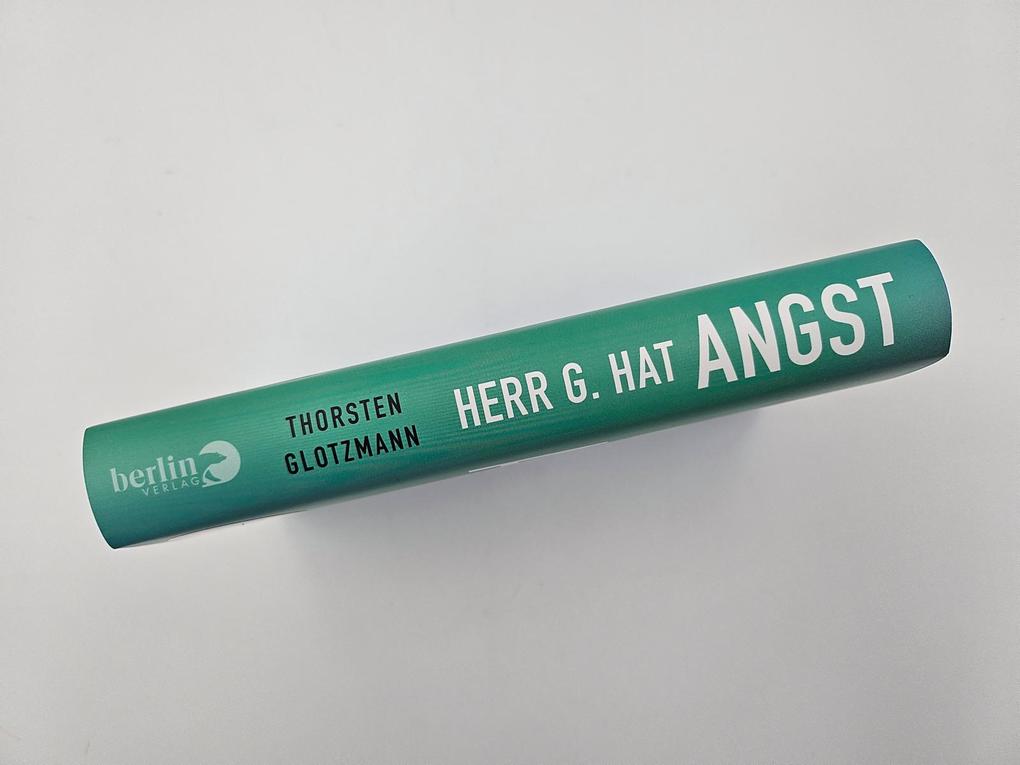 berlin
VERLAG
THORSTEN
GLOTZMANN
HERR G. HAT ANGST